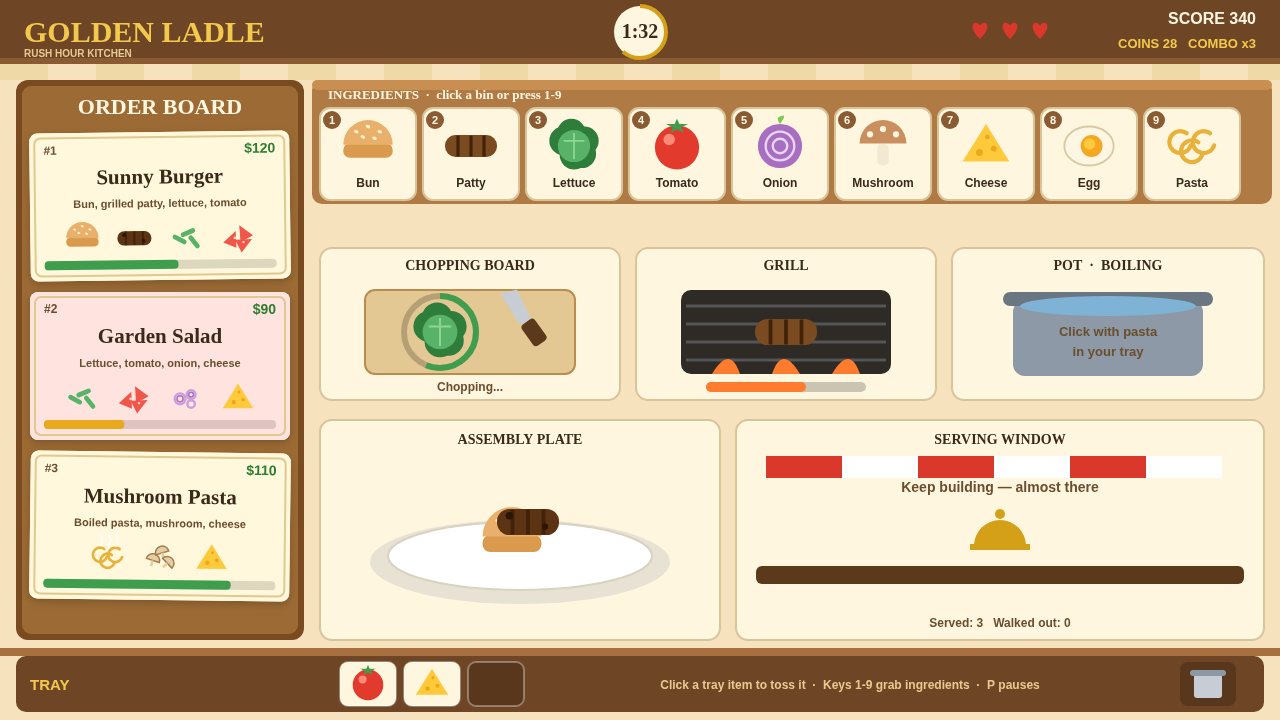 GOLDEN LADLE
RUSH HOUR KITCHEN
1:32
SCORE 340
COINS 28 COMBO x3
ORDER BOARD
#1 $120
Sunny Burger
Bun, grilled patty, lettuce, tomato
#2 $90
Garden Salad
Lettuce, tomato, onion, cheese
#3 $110
Mushroom Pasta
Boiled pasta, mushroom, cheese
INGREDIENTS · click a bin or press 1-9
1 2 3 4 5 6 7 8 9
Bun Patty Lettuce Tomato Onion Mushroom Cheese Egg Pasta
CHOPPING BOARD
Chopping...
GRILL
POT · BOILING
Click with pasta
in your tray
ASSEMBLY PLATE
SERVING WINDOW
Keep building — almost there
Served: 3 Walked out: 0
TRAY
Click a tray item to toss it · Keys 1-9 grab ingredients · P pauses